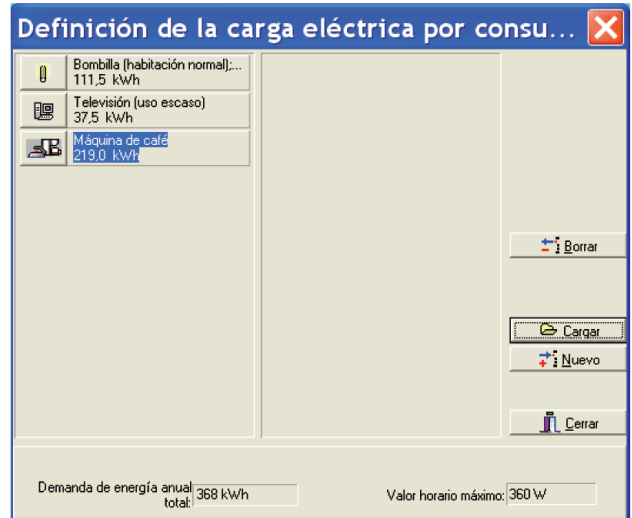 Definición de la carga eléctrica por consu...
Bombilla (habitación normal);...
111,5 kWh
Televisión (uso escaso)
37,5 kWh
Máquina de café
219,0 kWh
Borrar
Cargar
Nuevo
Cerrar
Demanda de energía anual
total: 368 kWh
Valor horario máximo: 360 W